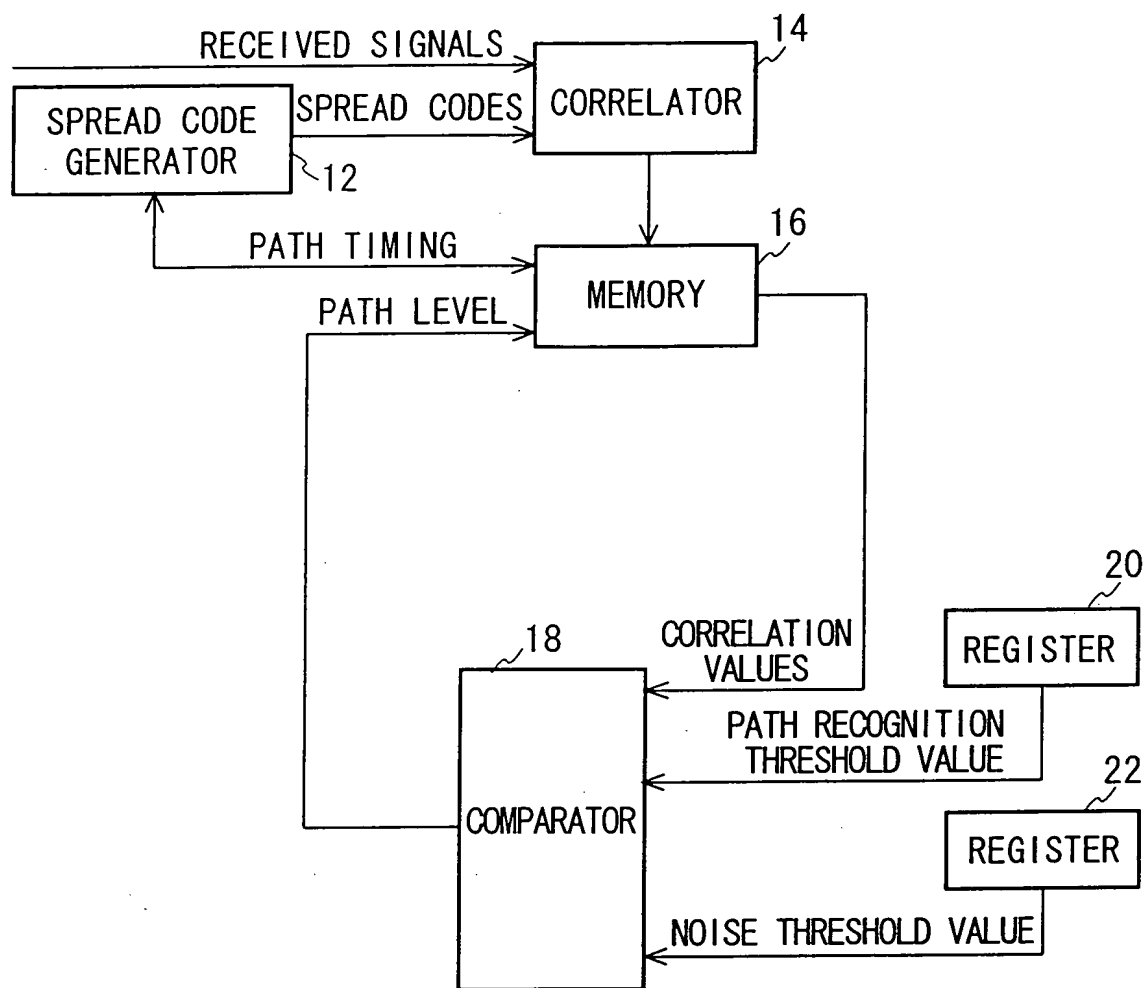 14
RECEIVED SIGNALS
CORRELATOR
SPREAD CODES
SPREAD CODE
GENERATOR
12
16
PATH TIMING
MEMORY
PATH LEVEL
20
REGISTER
18
CORRELATION
VALUES
PATH RECOGNITION
THRESHOLD VALUE
22
COMPARATOR
REGISTER
NOISE THRESHOLD VALUE